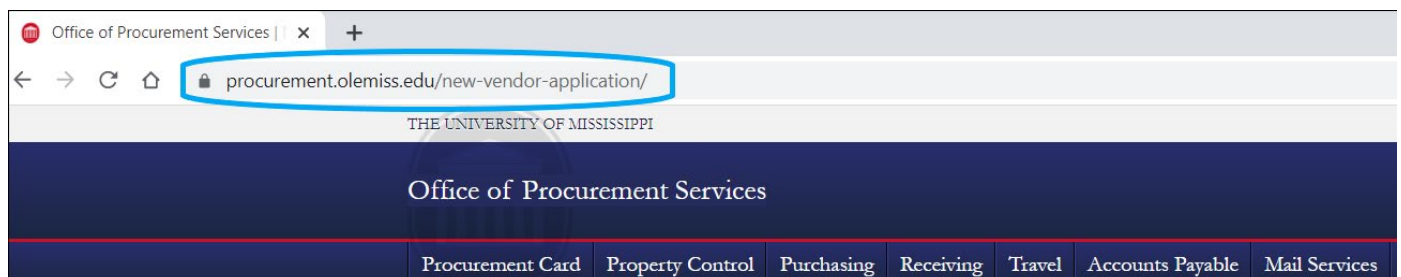 Office of Procurement Services |
procurement.olemiss.edu/new-vendor-application/
THE UNIVERSITY OF MISSISSIPPI
Office of Procurement Services
Procurement Card Property Control Purchasing Receiving Travel Accounts Payable Mail Services